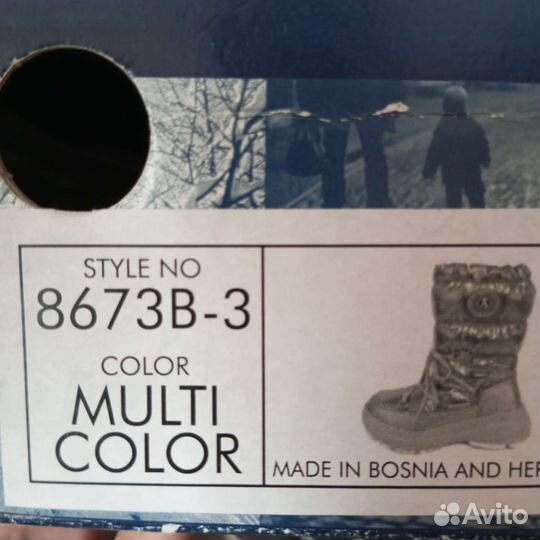 STYLE NO
8673B-3
COLOR
MULTI
COLOR
MADE IN BOSNIA AND HER
Avito